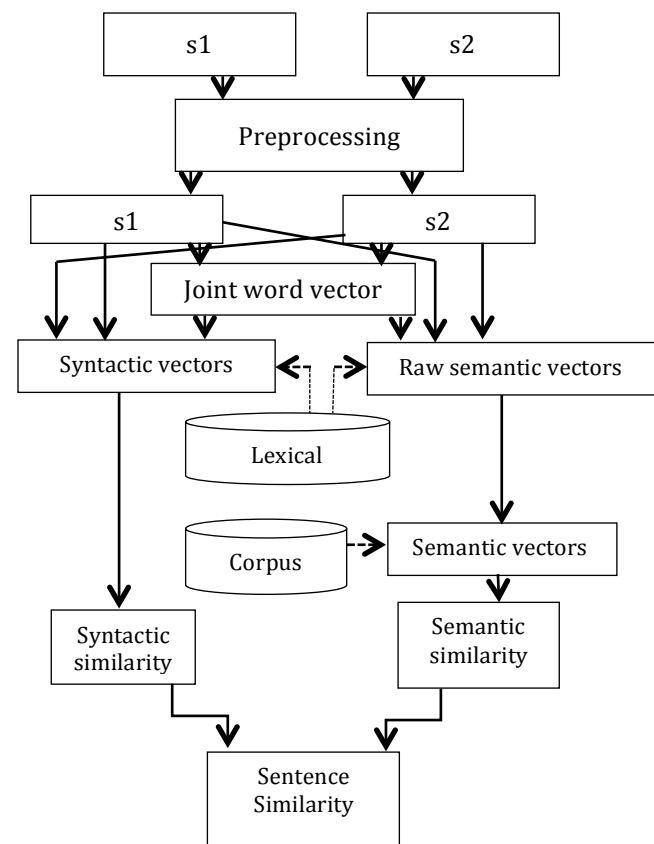 s1
s2
Preprocessing
s1
s2
Joint word vector
Syntactic vectors
Raw semantic vectors
Lexical
Corpus
Semantic vectors
Syntactic
similarity
Semantic
similarity
Sentence
Similarity